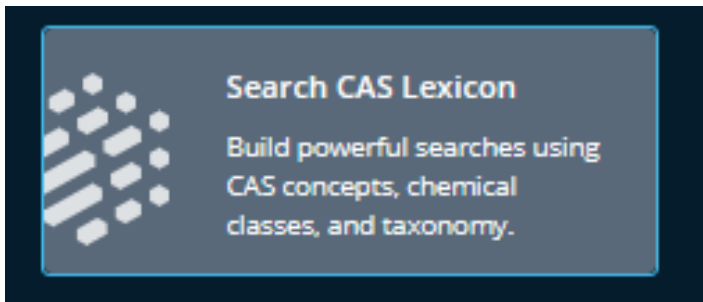 Search CAS Lexicon
Build powerful searches using
CAS concepts, chemical
classes, and taxonomy.